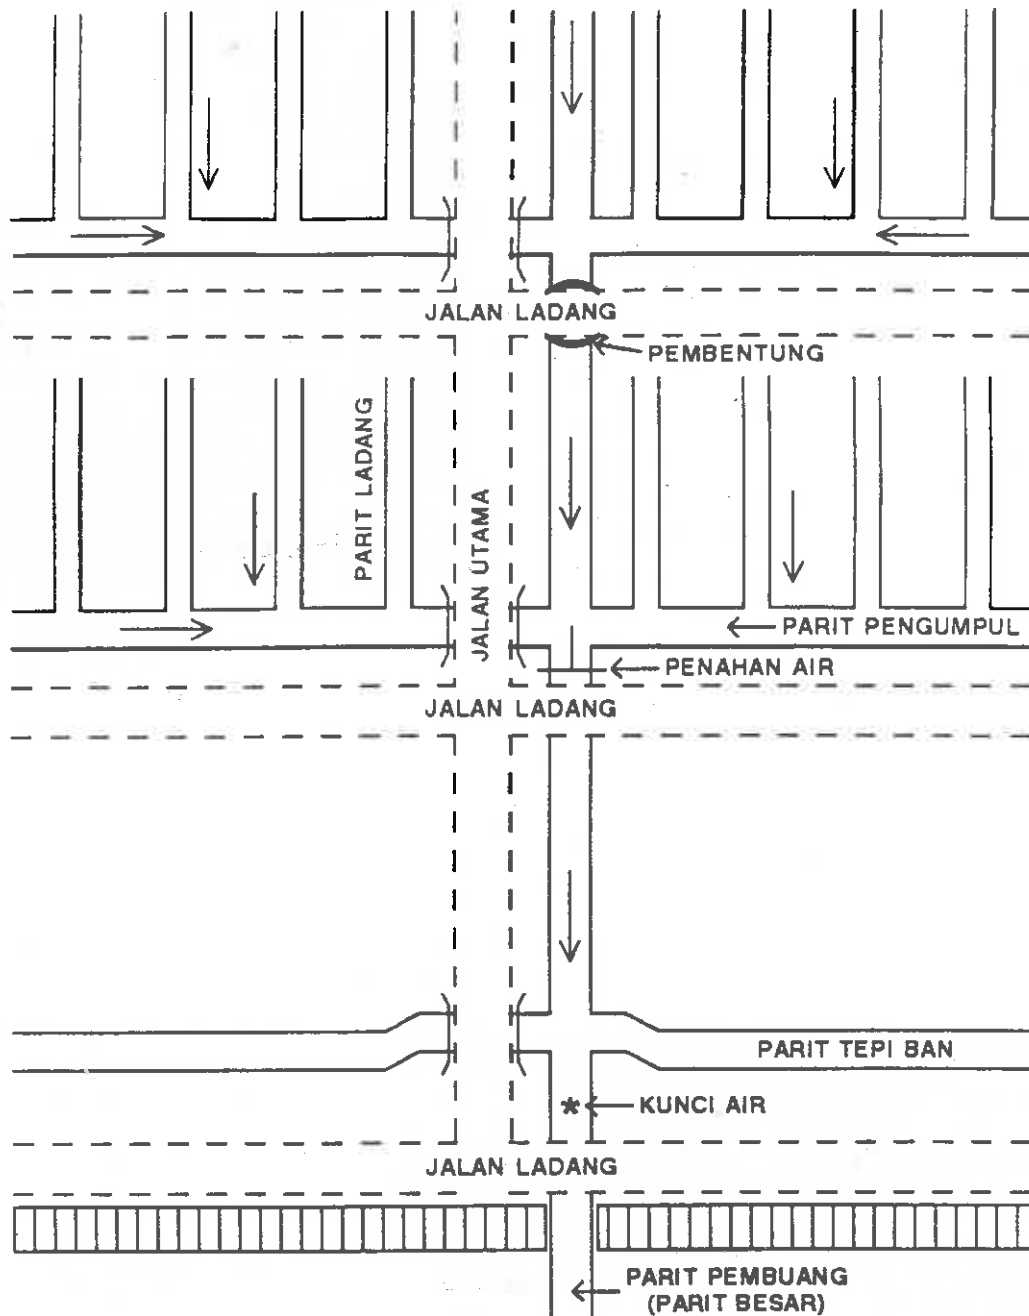 JALAN LADANG
PEMBENTUNG
PARIT LADANG
JALAN UTAMA
PARIT PENGUMPUL
PENAHAN AIR
JALAN LADANG
PARIT TEPI BAN
KUNCI AIR
JALAN LADANG
PARIT PEMBUANG
(PARIT BESAR)